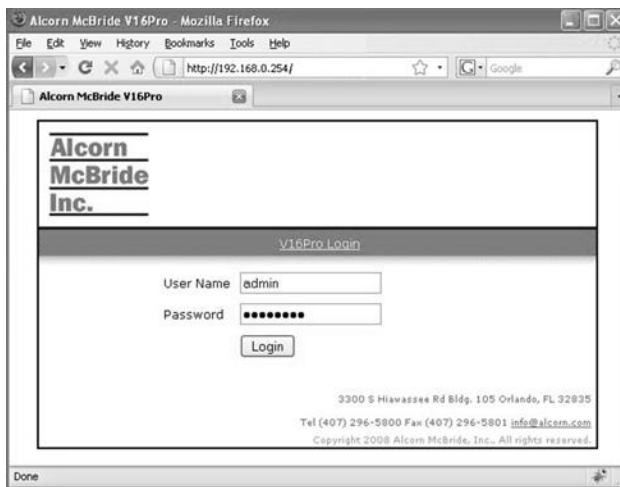 Alcorn McBride V16Pro - Mozilla Firefox
File Edit View History Bookmarks Tools Help
http://192.168.0.254/ Google
Alcorn McBride V16Pro
Alcorn
McBride
Inc.
V16Pro Login
User Name admin
Password ●●●●●●●●
Login
3300 S Hiawassee Rd Bldg. 105 Orlando, FL 32835
Tel (407) 296-5800 Fax (407) 296-5801 info@alcorn.com
Copyright 2008 Alcorn McBride, Inc., All rights reserved.
Done